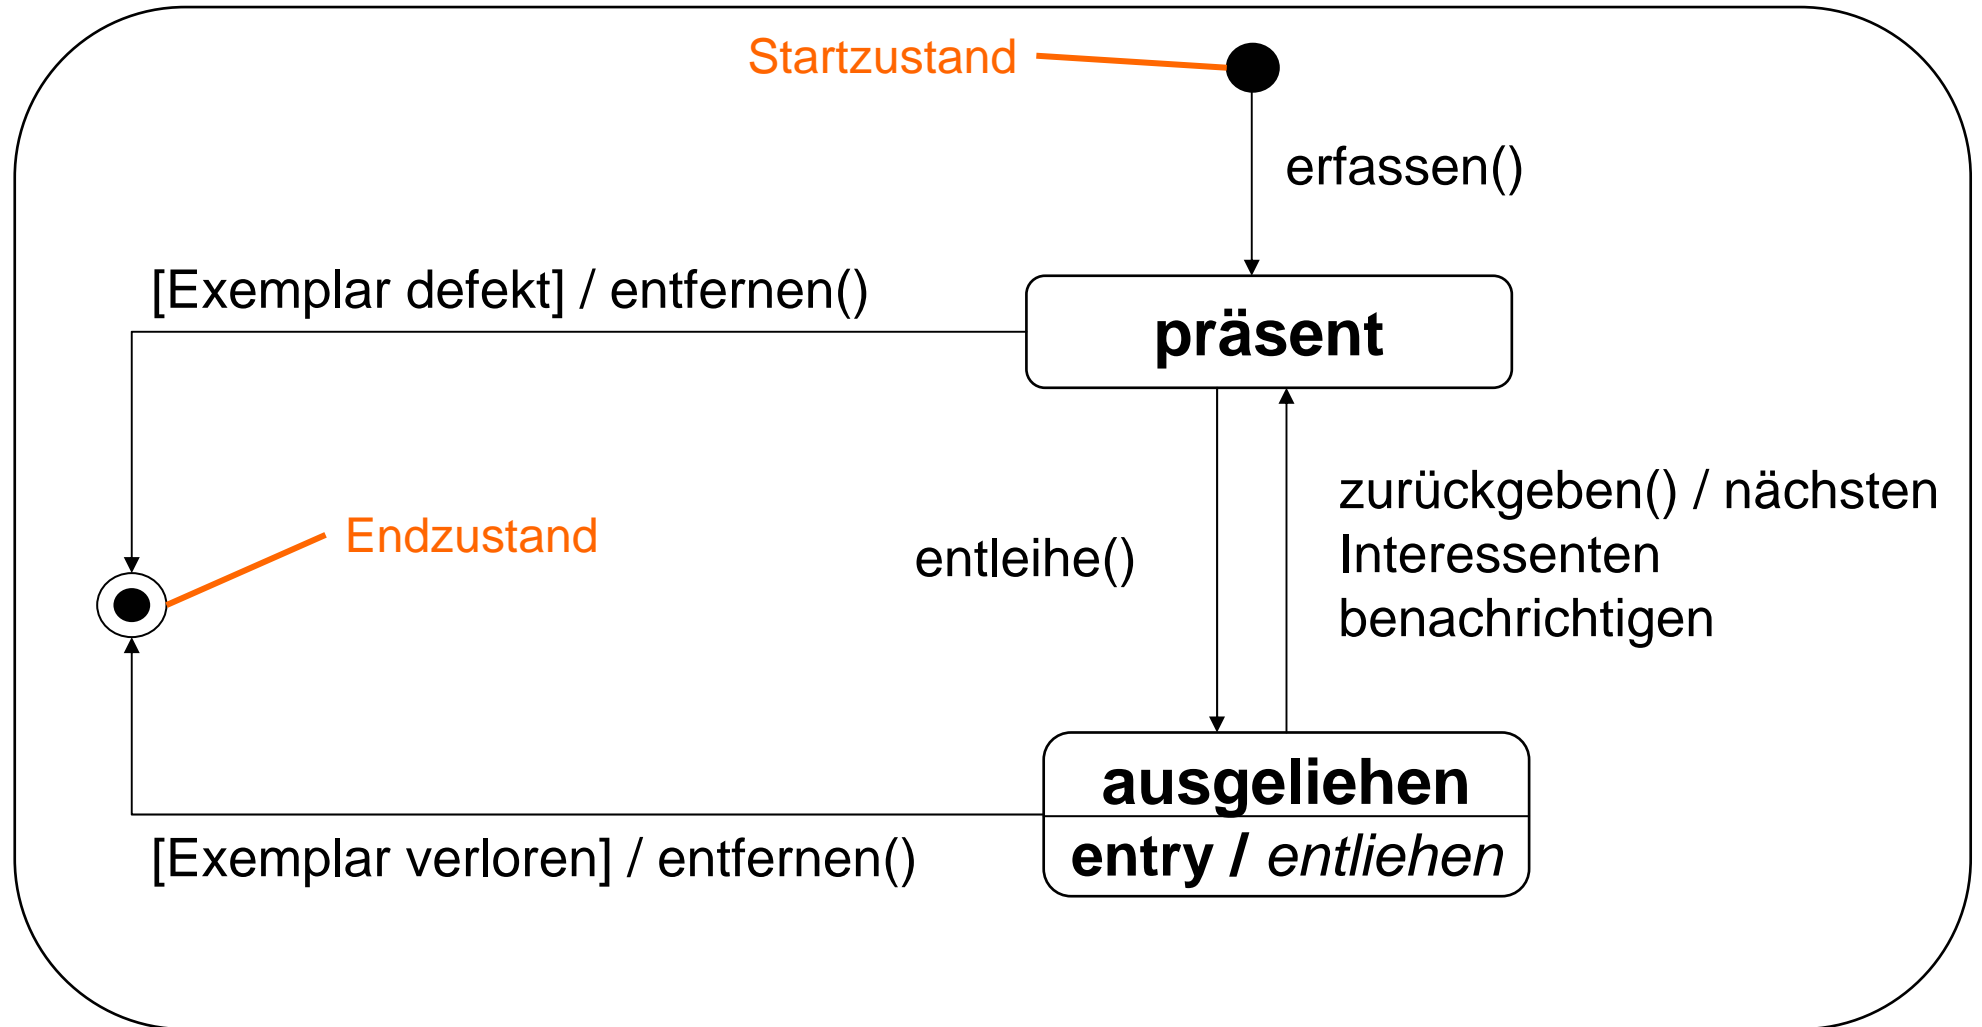 Startzustand
erfassen()
[Exemplar defekt] / entfernen()
präsent
zurückgeben() / nächsten
Interessenten
benachrichtigen
Endzustand
entleihe()
ausgeliehen
entry / entliehen
[Exemplar verloren] / entfernen()